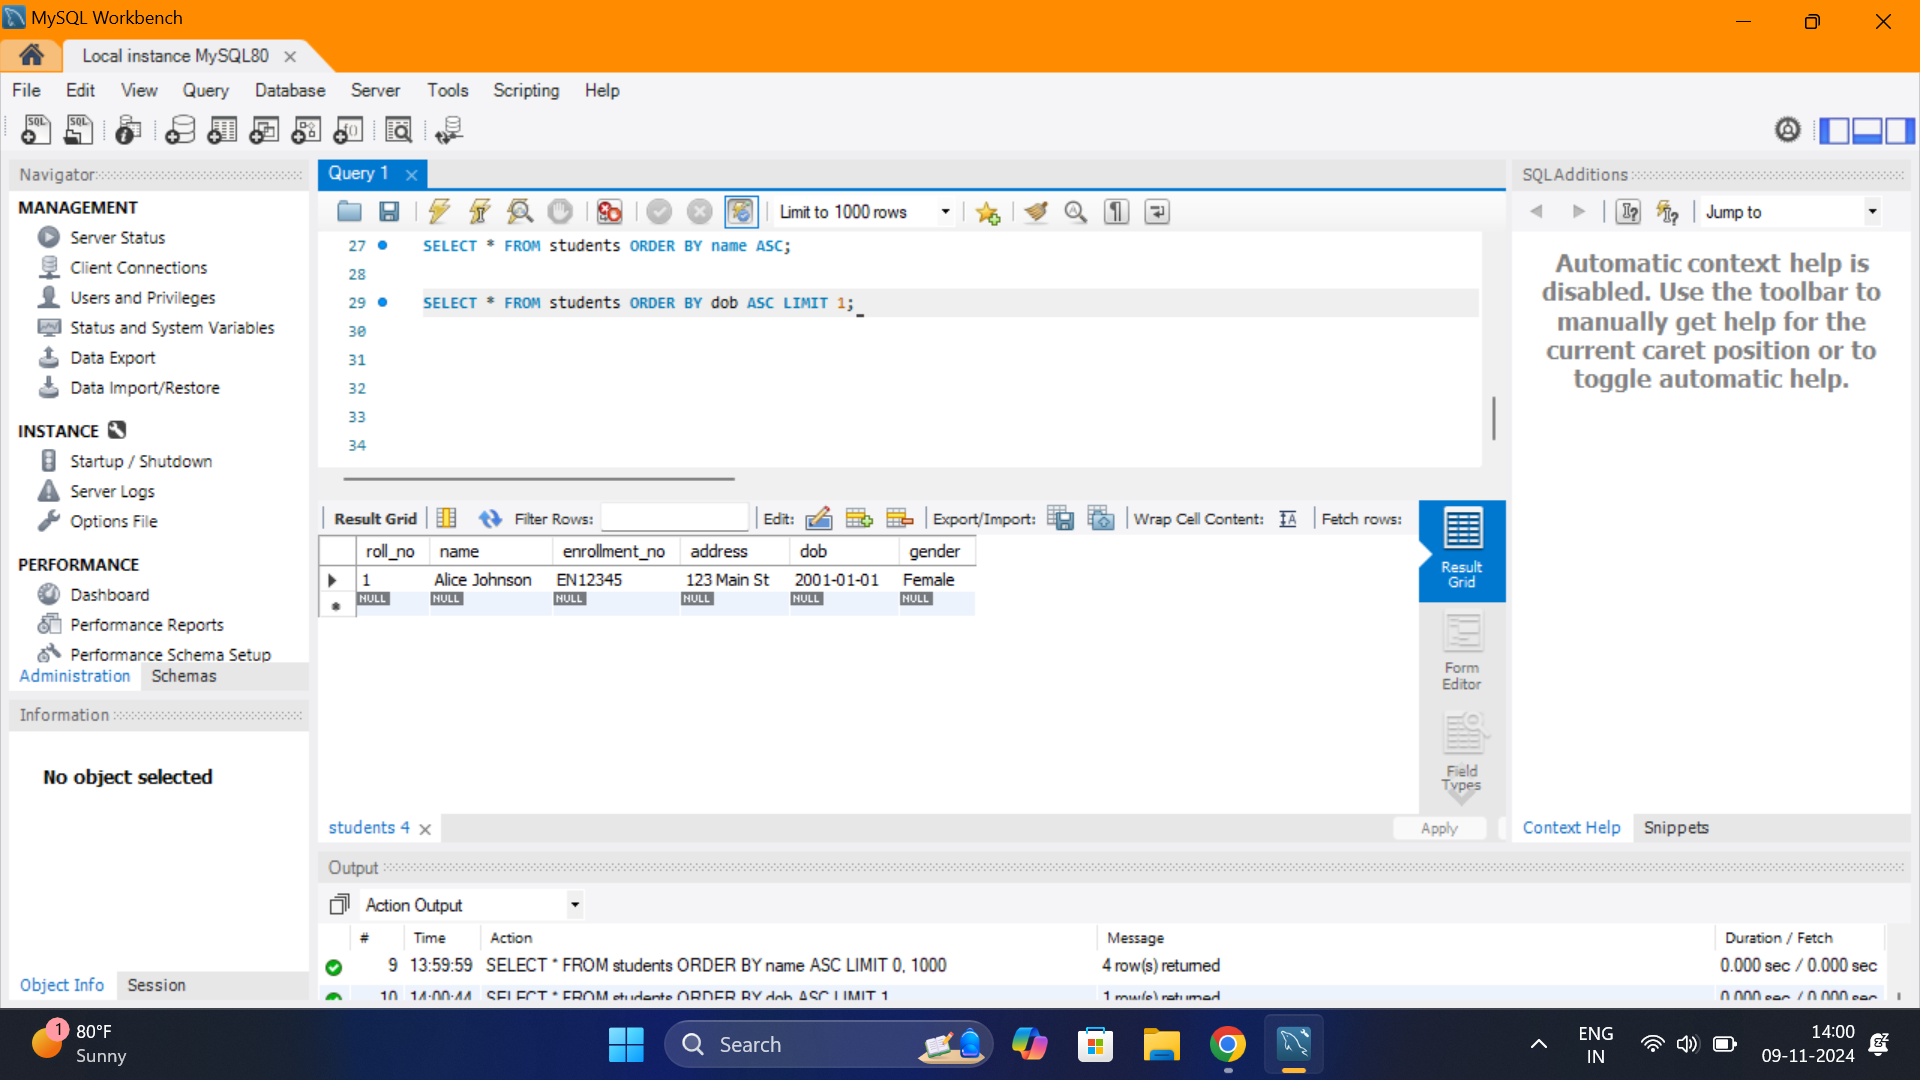 MySQL Workbench
Local instance MySQL80
File Edit View Query Database Server Tools Scripting Help
Navigator
MANAGEMENT
Server Status
Client Connections
Users and Privileges
Status and System Variables
Data Export
Data Import/Restore
INSTANCE
Startup / Shutdown
Server Logs
Options File
PERFORMANCE
Dashboard
Performance Reports
Performance Schema Setup
Administration Schemas
Information
No object selected
Object Info Session
Query 1
Limit to 1000 rows
27 SELECT * FROM students ORDER BY name ASC;
28
29 SELECT * FROM students ORDER BY dob ASC LIMIT 1;
30
31
32
33
34
Result Grid Filter Rows: Edit: Export/Import: Wrap Cell Content: Fetch rows:
roll_no name enrollment_no address dob gender
1 Alice Johnson EN12345 123 Main St 2001-01-01 Female
NULL NULL NULL NULL NULL NULL
Result
Grid
Form
Editor
Field
Types
students 4
Apply
SQLAdditions
Jump to
Automatic context help is
disabled. Use the toolbar to
manually get help for the
current caret position or to
toggle automatic help.
Context Help Snippets
Output
Action Output
# Time Action Message Duration / Fetch
9 13:59:59 SELECT * FROM students ORDER BY name ASC LIMIT 0, 1000 4 row(s) returned 0.000 sec / 0.000 sec
10 14:00:44 SELECT * FROM students ORDER BY dob ASC LIMIT 1 1 row(s) returned 0.000 sec / 0.000 sec
1
80°F
Sunny
Search
ENG
IN
14:00
09-11-2024